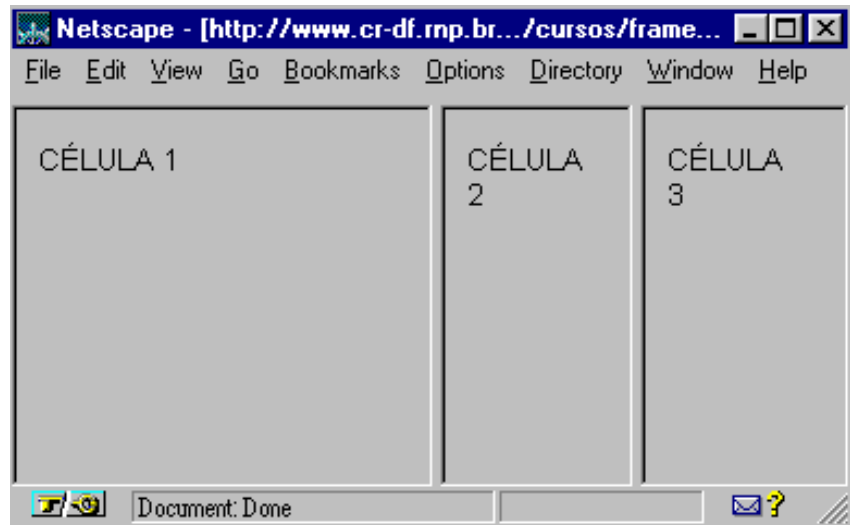 Netscape - [http://www.cr-df.rnp.br.../cursos/frame...
File Edit View Go Bookmarks Options Directory Window Help
CÉLULA 1
CÉLULA
2
CÉLULA
3
Document: Done